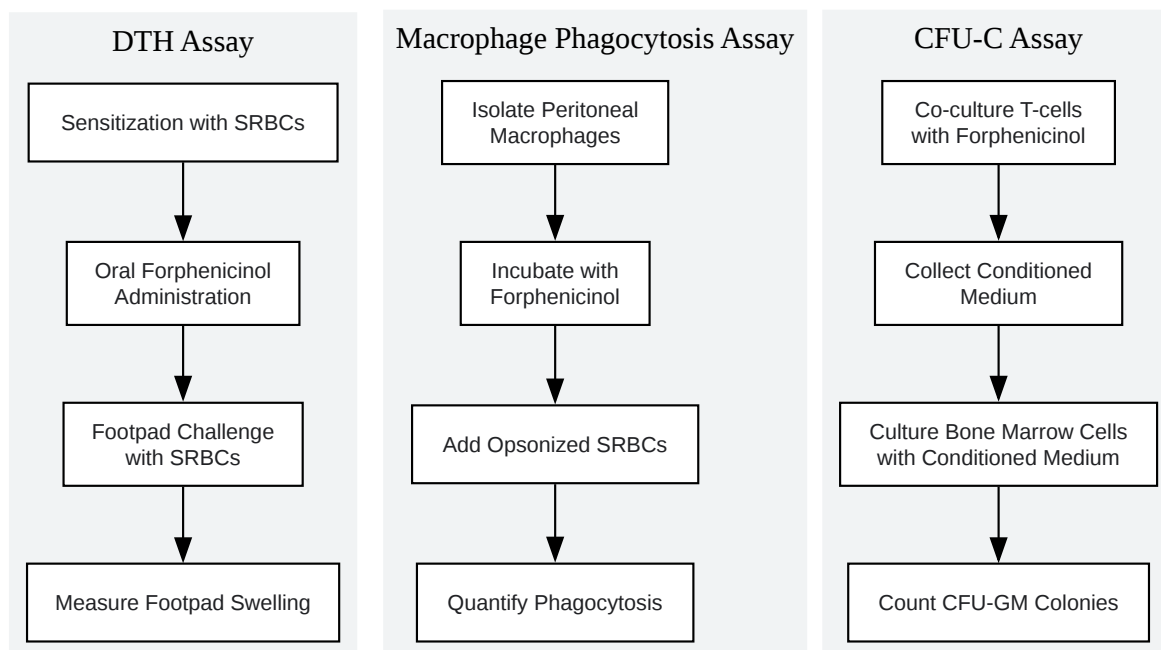 DTH Assay
Sensitization with SRBCs
Oral Forphenicinol
Administration
Footpad Challenge
with SRBCs
Measure Footpad Swelling
Macrophage Phagocytosis Assay
Isolate Peritoneal
Macrophages
Incubate with
Forphenicinol
Add Opsonized SRBCs
Quantify Phagocytosis
CFU-C Assay
Co-culture T-cells
with Forphenicinol
Collect Conditioned
Medium
Culture Bone Marrow Cells
with Conditioned Medium
Count CFU-GM Colonies